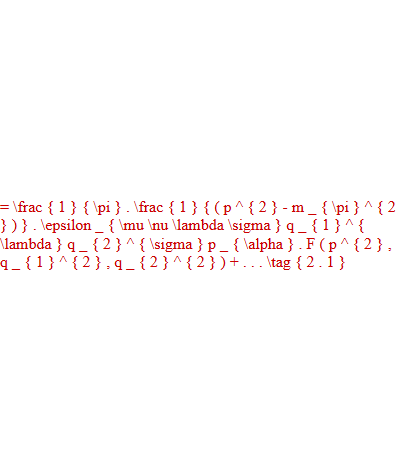 = \frac { 1 } { \pi } . \frac { 1 } { ( p ^ { 2 } - m _ { \pi } ^ { 2
} ) } . \epsilon _ { \mu \nu \lambda \sigma } q _ { 1 } ^ {
\lambda } q _ { 2 } ^ { \sigma } p _ { \alpha } . F ( p ^ { 2 } ,
q _ { 1 } ^ { 2 } , q _ { 2 } ^ { 2 } ) + . . . \tag { 2 . 1 }